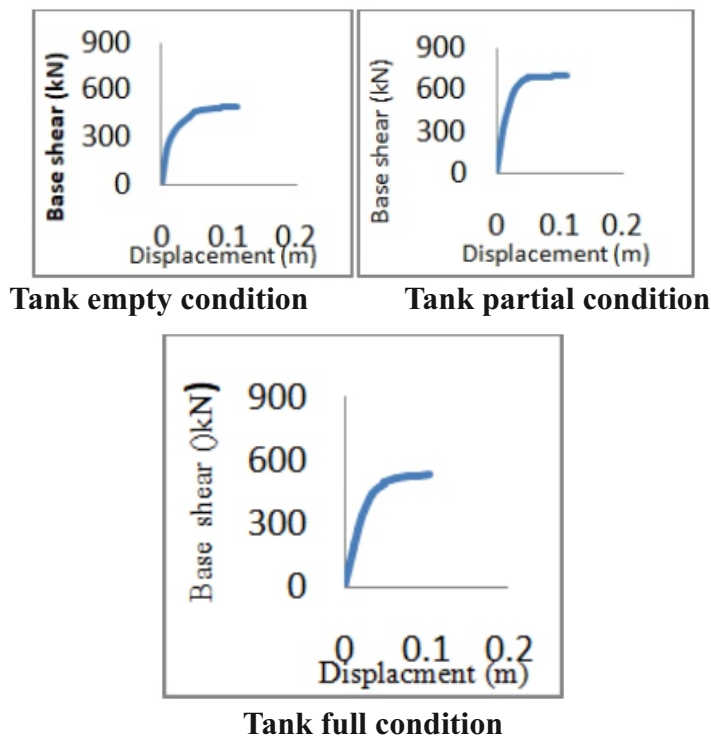 900
600
300
0
Base shear (kN)
0 0.1 0.2
Displacement (m)
Tank empty condition
900
600
300
0
Base shear (kN)
0 0.1 0.2
Displacement (m)
Tank partial condition
900
600
300
0
Base shear ()kN)
0 0.1 0.2
Displacment (m)
Tank full condition